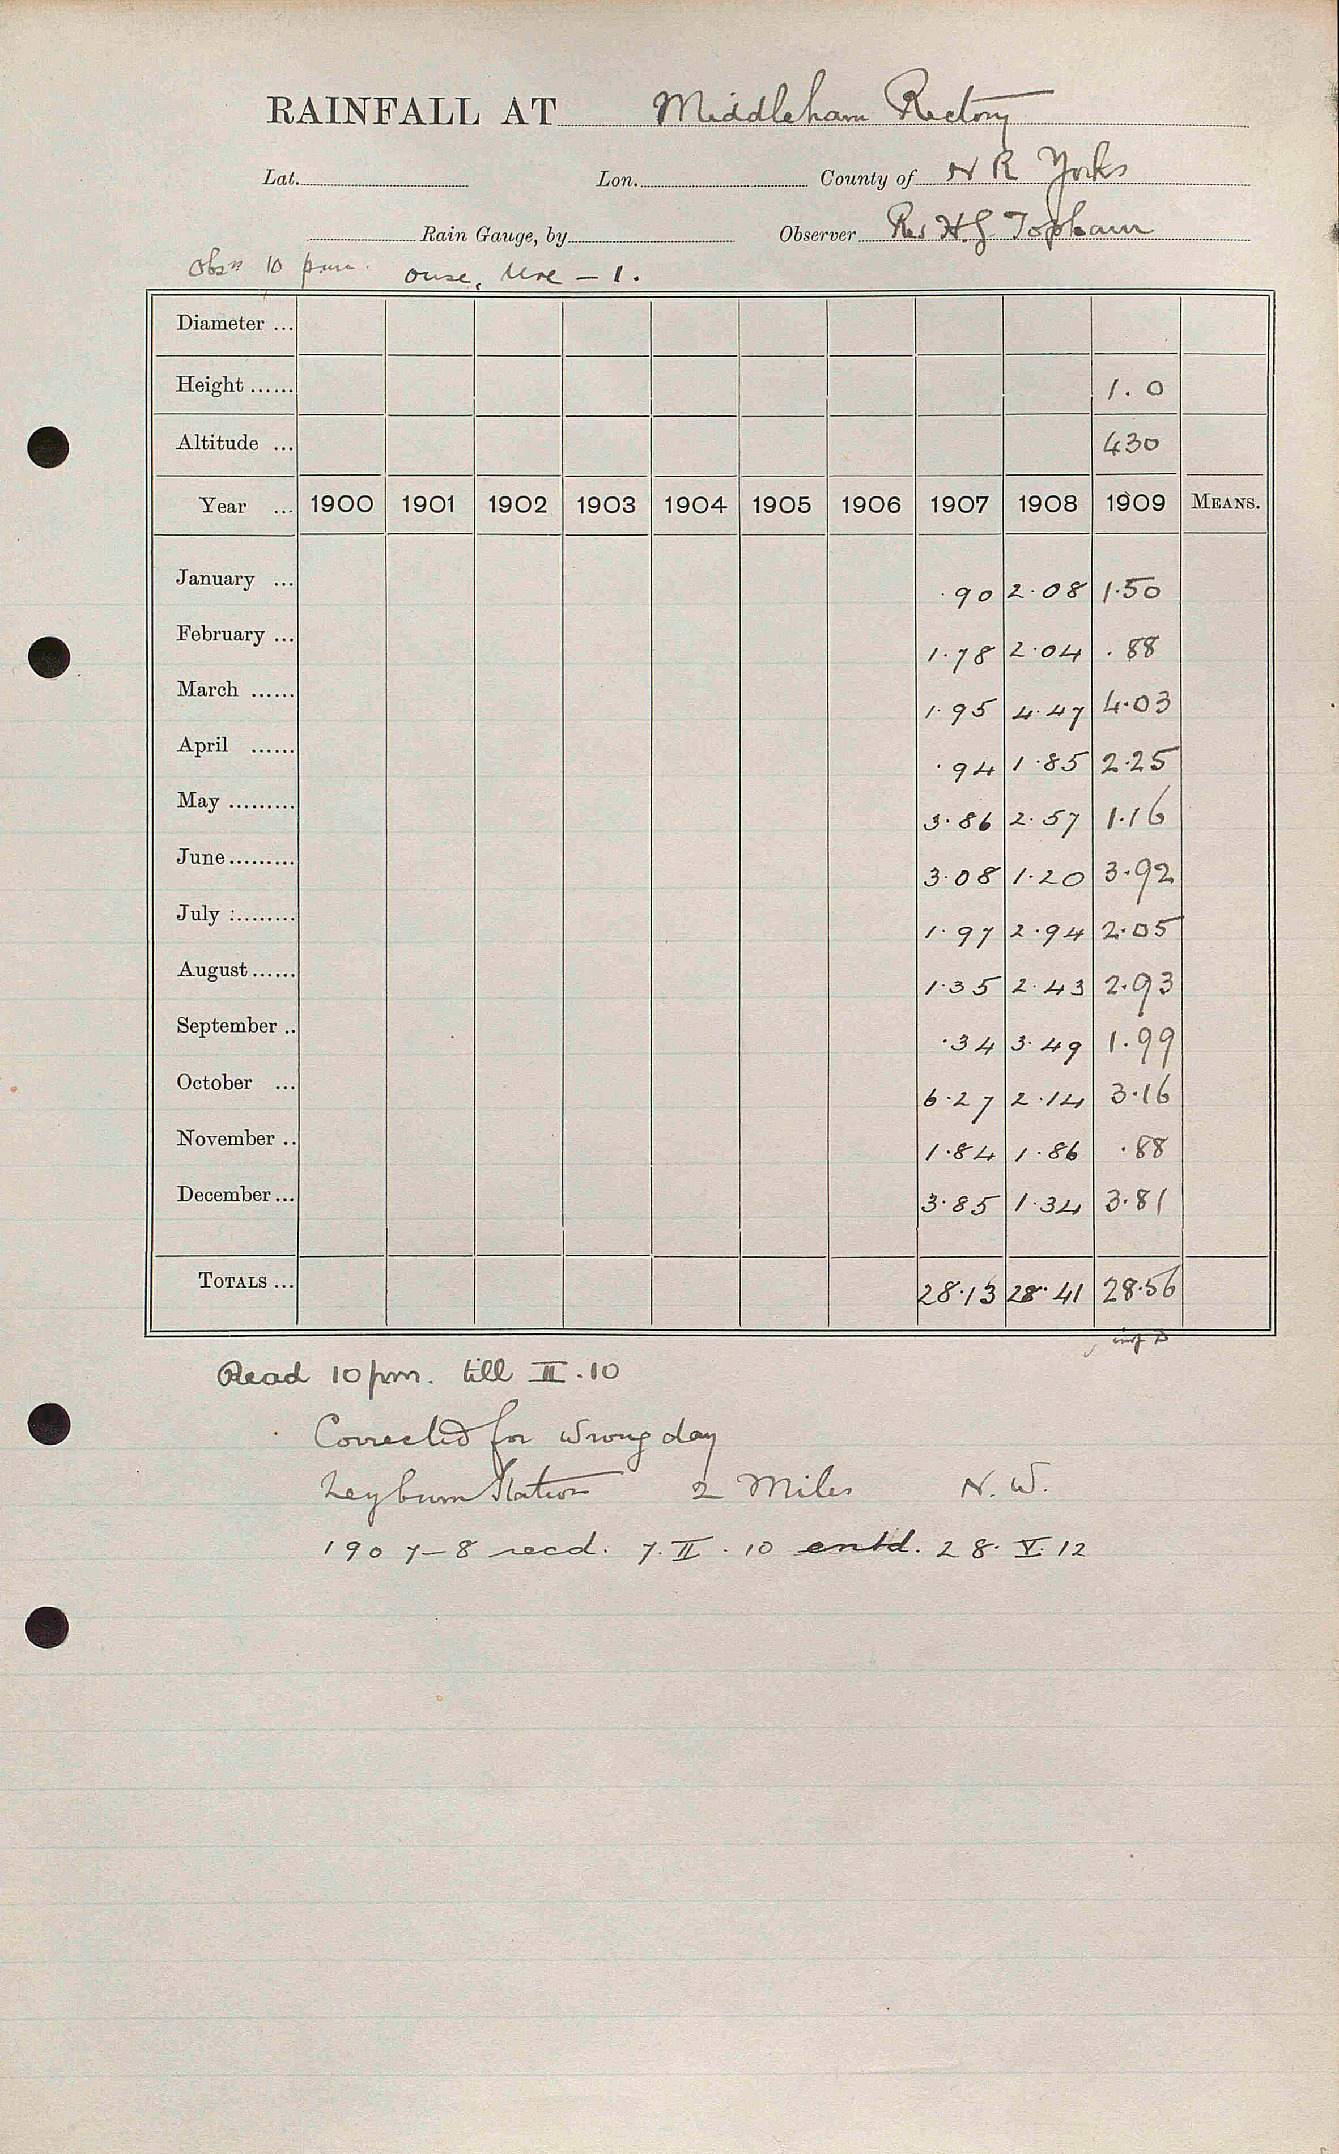 RAINFALL AT Middleham Rectory
Lat. Lon. County of N R Yorks
Rain Gauge, by Observer Rev H.G Topham
Obsn 10 pm. Ouse, Ure – 1.
Diameter ...
Height ...... 1.0
Altitude ... 430
Year ... 1900 1901 1902 1903 1904 1905 1906 1907 1908 1909 MEANS.
January ... .90 2.08 1.50
February ... 1.78 2.04 .88
March ...... 1.95 4.47 4.03
April ...... .94 1.85 2.25
May ......... 3.86 2.57 1.16
June ......... 3.08 1.20 3.92
July ......... 1.97 2.94 2.05
August ...... 1.35 2.43 2.93
September .. .34 3.49 1.99
October ... 6.27 2.14 3.16
November .. 1.84 1.86 .88
December ... 3.85 1.34 3.81
TOTALS ... 28.13 28.41 28.56
Read 10 pm. till II.10
Corrected for wrong day
Leyburn Station 2 Miles N. W.
1907–8 recd. 7.II.10 entd. 28.V.12